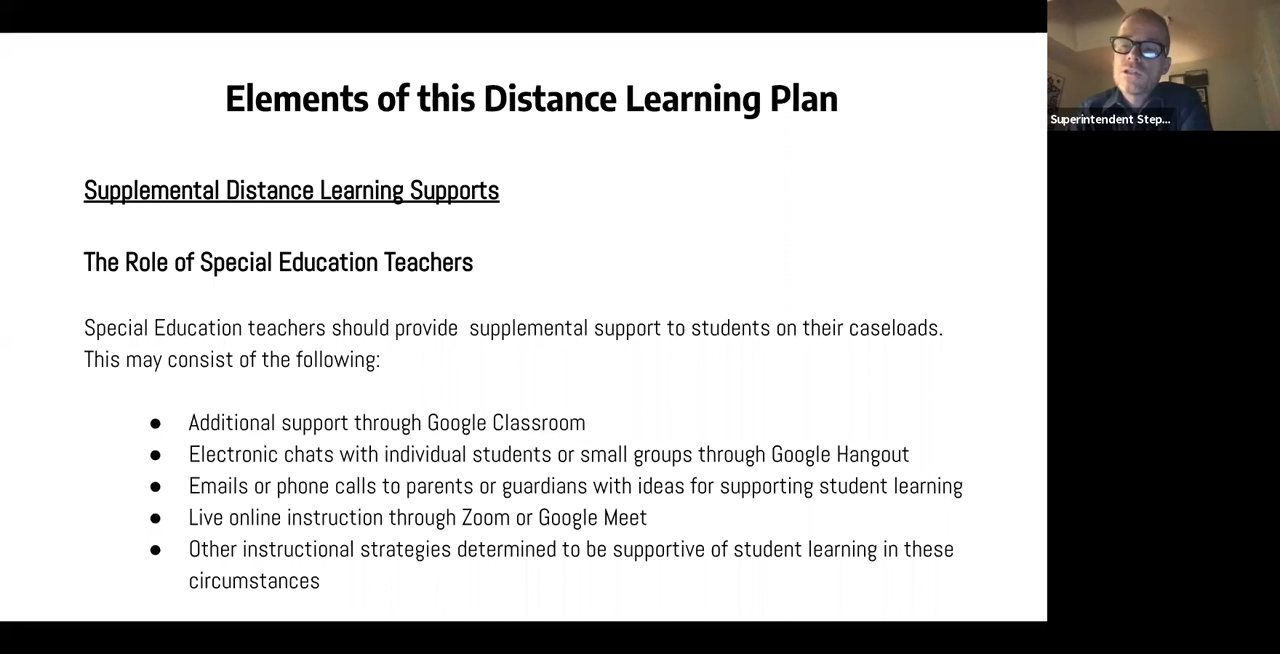 Elements of this Distance Learning Plan
Superintendent Step...
Supplemental Distance Learning Supports
The Role of Special Education Teachers
Special Education teachers should provide  supplemental support to students on their caseloads.
This may consist of the following:
● Additional support through Google Classroom
● Electronic chats with individual students or small groups through Google Hangout
● Emails or phone calls to parents or guardians with ideas for supporting student learning
● Live online instruction through Zoom or Google Meet
● Other instructional strategies determined to be supportive of student learning in these
circumstances